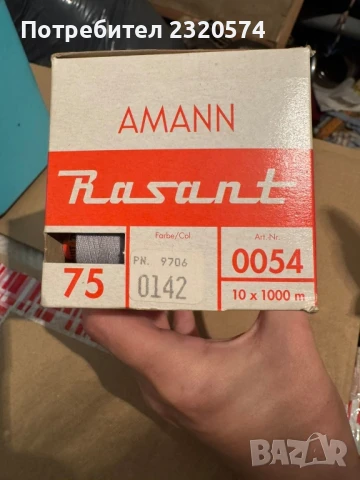 Потребител 2320574
AMANN
Rasant
75
Farbe/Col.
PN. 9706
0142
Art.Nr.
0054
10 x 1000 m
BAZAR